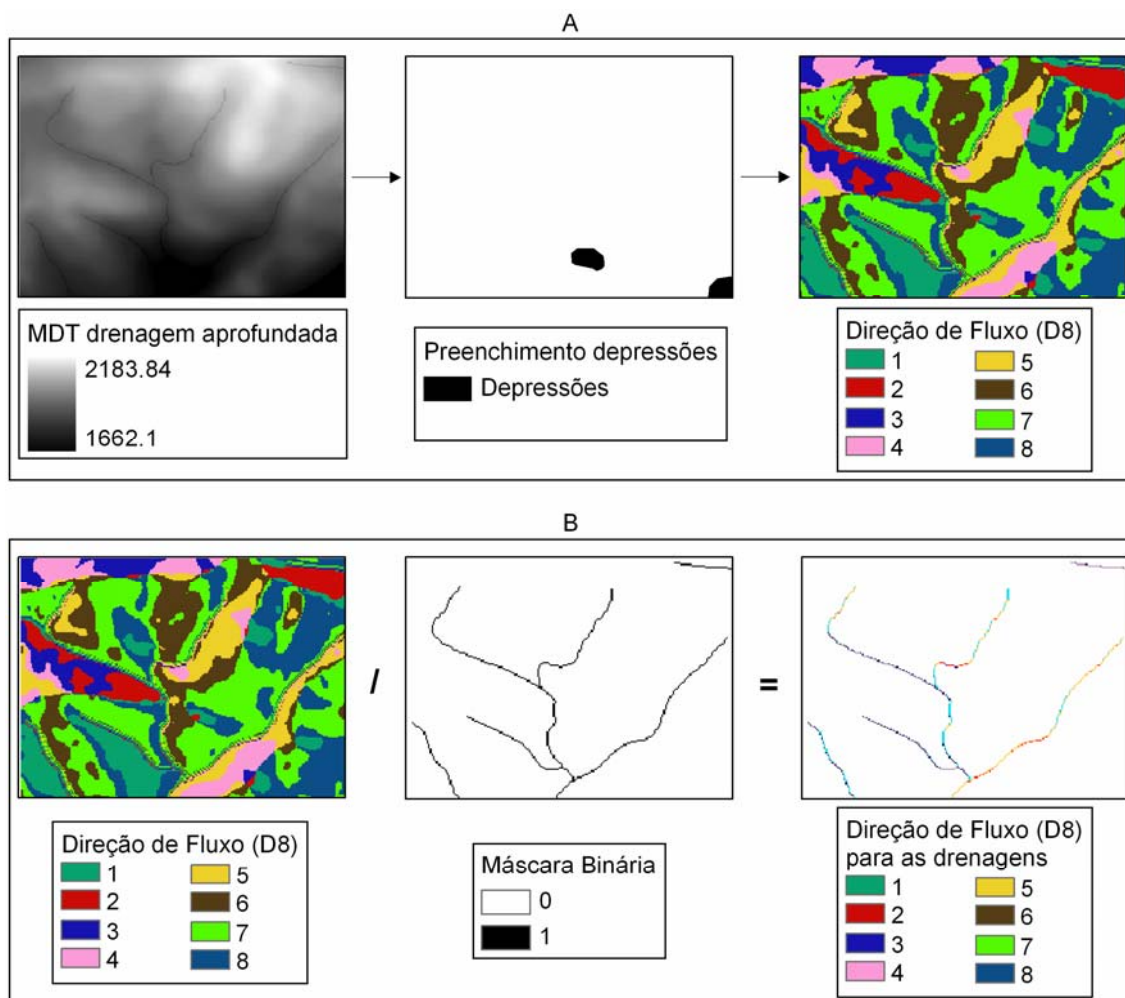 A
MDT drenagem aprofundada
2183.84
1662.1
Preenchimento depressões
Depressões
Direção de Fluxo (D8)
1 5
2 6
3 7
4 8
B
/
=
Direção de Fluxo (D8)
1 5
2 6
3 7
4 8
Máscara Binária
0
1
Direção de Fluxo (D8)
para as drenagens
1 5
2 6
3 7
4 8